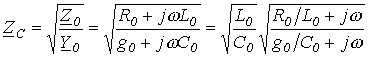 Z_C = √(Z_0 / Y_0) = √((R_0 + jωL_0) / (g_0 + jωC_0)) = √(L_0 / C_0) √((R_0/L_0 + jω) / (g_0/C_0 + jω))